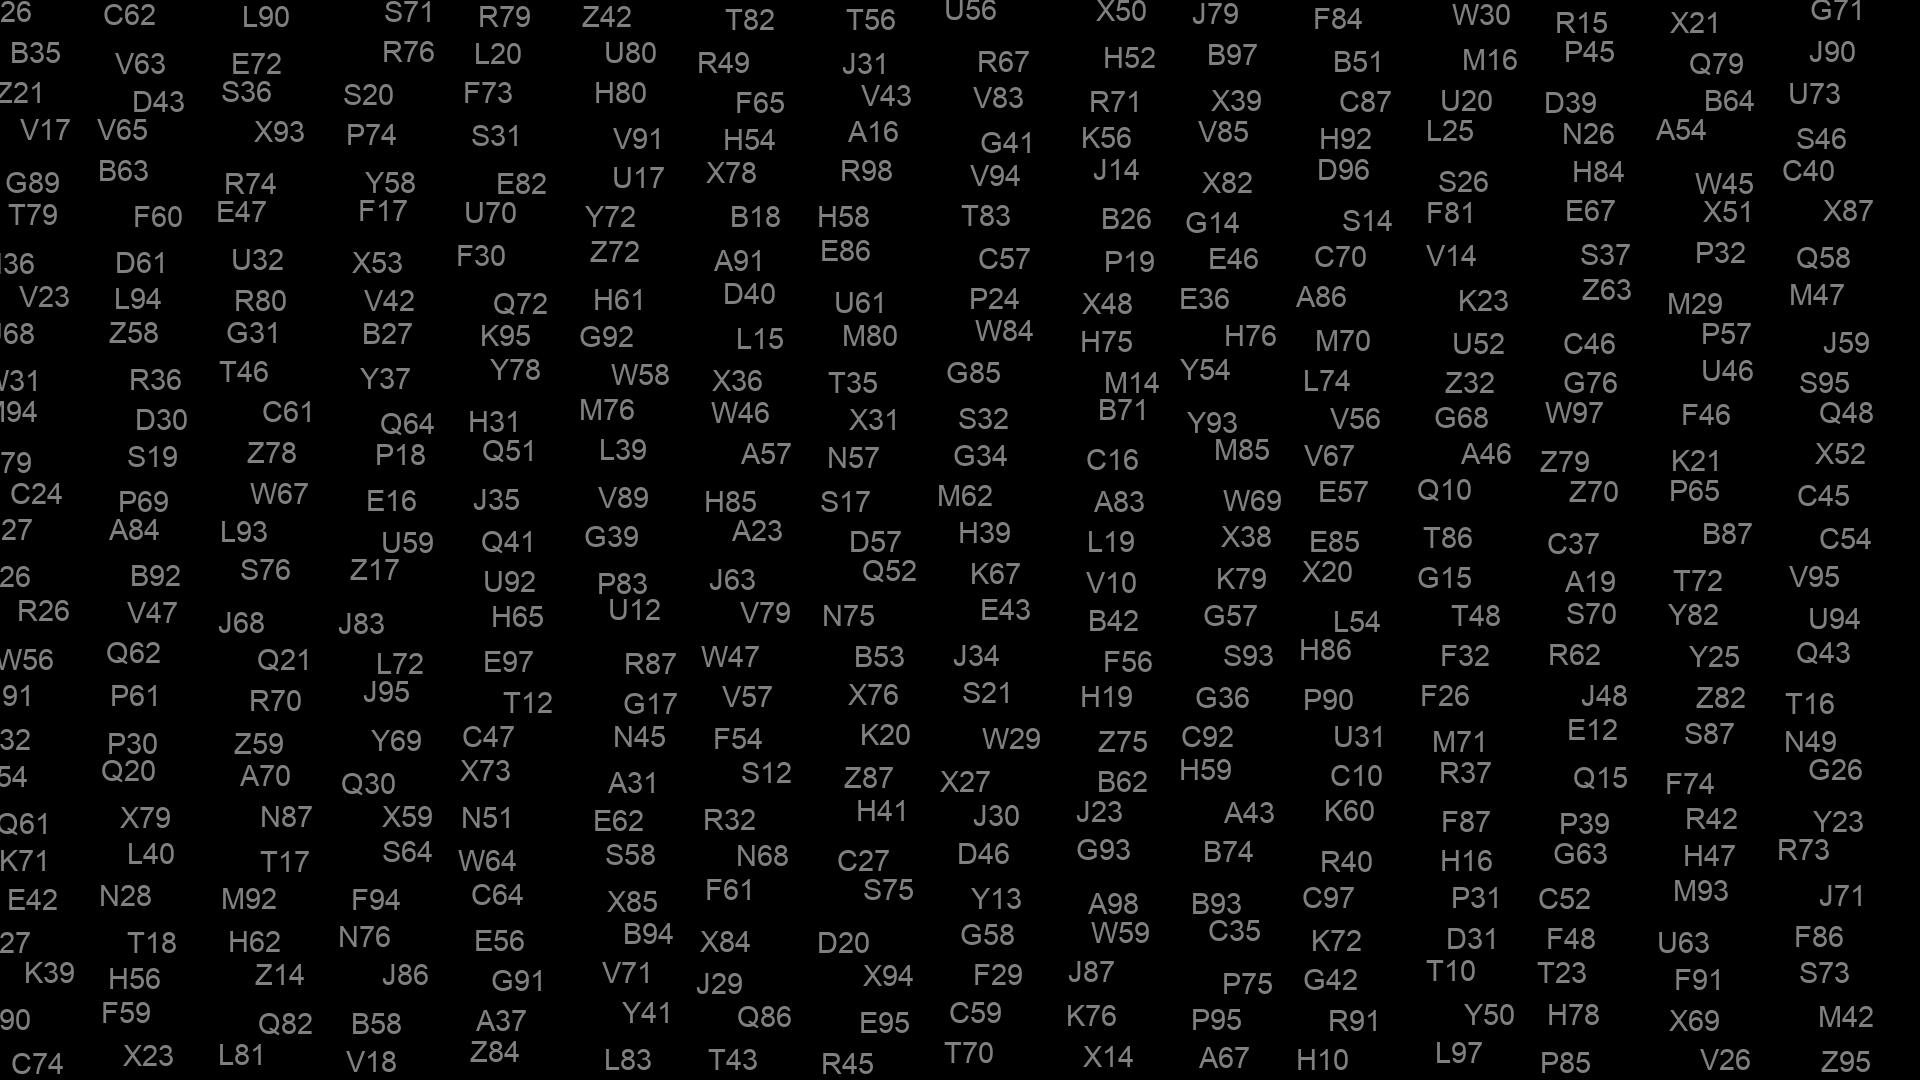 26 C62 L90 S71 R79 Z42 T82 T56 U56 X50 J79 F84 W30 R15 X21 G71
B35 V63 E72 R76 L20 U80 R49 J31 R67 H52 B97 B51 M16 P45 Q79 J90
Z21 D43 S36 S20 F73 H80 F65 V43 V83 R71 X39 C87 U20 D39 B64 U73
V17 V65 X93 P74 S31 V91 H54 A16 G41 K56 V85 H92 L25 N26 A54 S46
G89 B63 R74 Y58 E82 U17 X78 R98 V94 J14 X82 D96 S26 H84 W45 C40
T79 F60 E47 F17 U70 Y72 B18 H58 T83 B26 G14 S14 F81 E67 X51 X87
36 D61 U32 X53 F30 Z72 A91 E86 C57 P19 E46 C70 V14 S37 P32 Q58
V23 L94 R80 V42 Q72 H61 D40 U61 P24 X48 E36 A86 K23 Z63 M29 M47
68 Z58 G31 B27 K95 G92 L15 M80 W84 H75 H76 M70 U52 C46 P57 J59
W31 R36 T46 Y37 Y78 W58 X36 T35 G85 M14 Y54 L74 Z32 G76 U46 S95
M94 D30 C61 Q64 H31 M76 W46 X31 S32 B71 Y93 V56 G68 W97 F46 Q48
79 S19 Z78 P18 Q51 L39 A57 N57 G34 C16 M85 V67 A46 Z79 K21 X52
C24 P69 W67 E16 J35 V89 H85 S17 M62 A83 W69 E57 Q10 Z70 P65 C45
27 A84 L93 U59 Q41 G39 A23 D57 H39 L19 X38 E85 T86 C37 B87 C54
26 B92 S76 Z17 U92 P83 J63 Q52 K67 V10 K79 X20 G15 A19 T72 V95
R26 V47 J68 J83 H65 U12 V79 N75 E43 B42 G57 L54 T48 S70 Y82 U94
W56 Q62 Q21 L72 E97 R87 W47 B53 J34 F56 S93 H86 F32 R62 Y25 Q43
91 P61 R70 J95 T12 G17 V57 X76 S21 H19 G36 P90 F26 J48 Z82 T16
32 P30 Z59 Y69 C47 N45 F54 K20 W29 Z75 C92 U31 M71 E12 S87 N49
54 Q20 A70 Q30 X73 A31 S12 Z87 X27 B62 H59 C10 R37 Q15 F74 G26
Q61 X79 N87 X59 N51 E62 R32 H41 J30 J23 A43 K60 F87 P39 R42 Y23
K71 L40 T17 S64 W64 S58 N68 C27 D46 G93 B74 R40 H16 G63 H47 R73
E42 N28 M92 F94 C64 X85 F61 S75 Y13 A98 B93 C97 P31 C52 M93 J71
27 T18 H62 N76 E56 B94 X84 D20 G58 W59 C35 K72 D31 F48 U63 F86
K39 H56 Z14 J86 G91 V71 J29 X94 F29 J87 P75 G42 T10 T23 F91 S73
90 F59 Q82 B58 A37 Y41 Q86 E95 C59 K76 P95 R91 Y50 H78 X69 M42
C74 X23 L81 V18 Z84 L83 T43 R45 T70 X14 A67 H10 L97 P85 V26 Z95